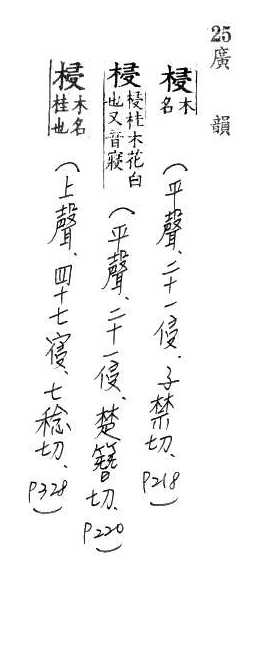 25 廣韻
梫 木名 (平聲、二十一侵、子禁切、P218)
梫 梫杜木花白也又音寢 (平聲、二十一侵、楚簪切、P220)
梫 木名桂也 (上聲、四十七寑、七稔切、P328)